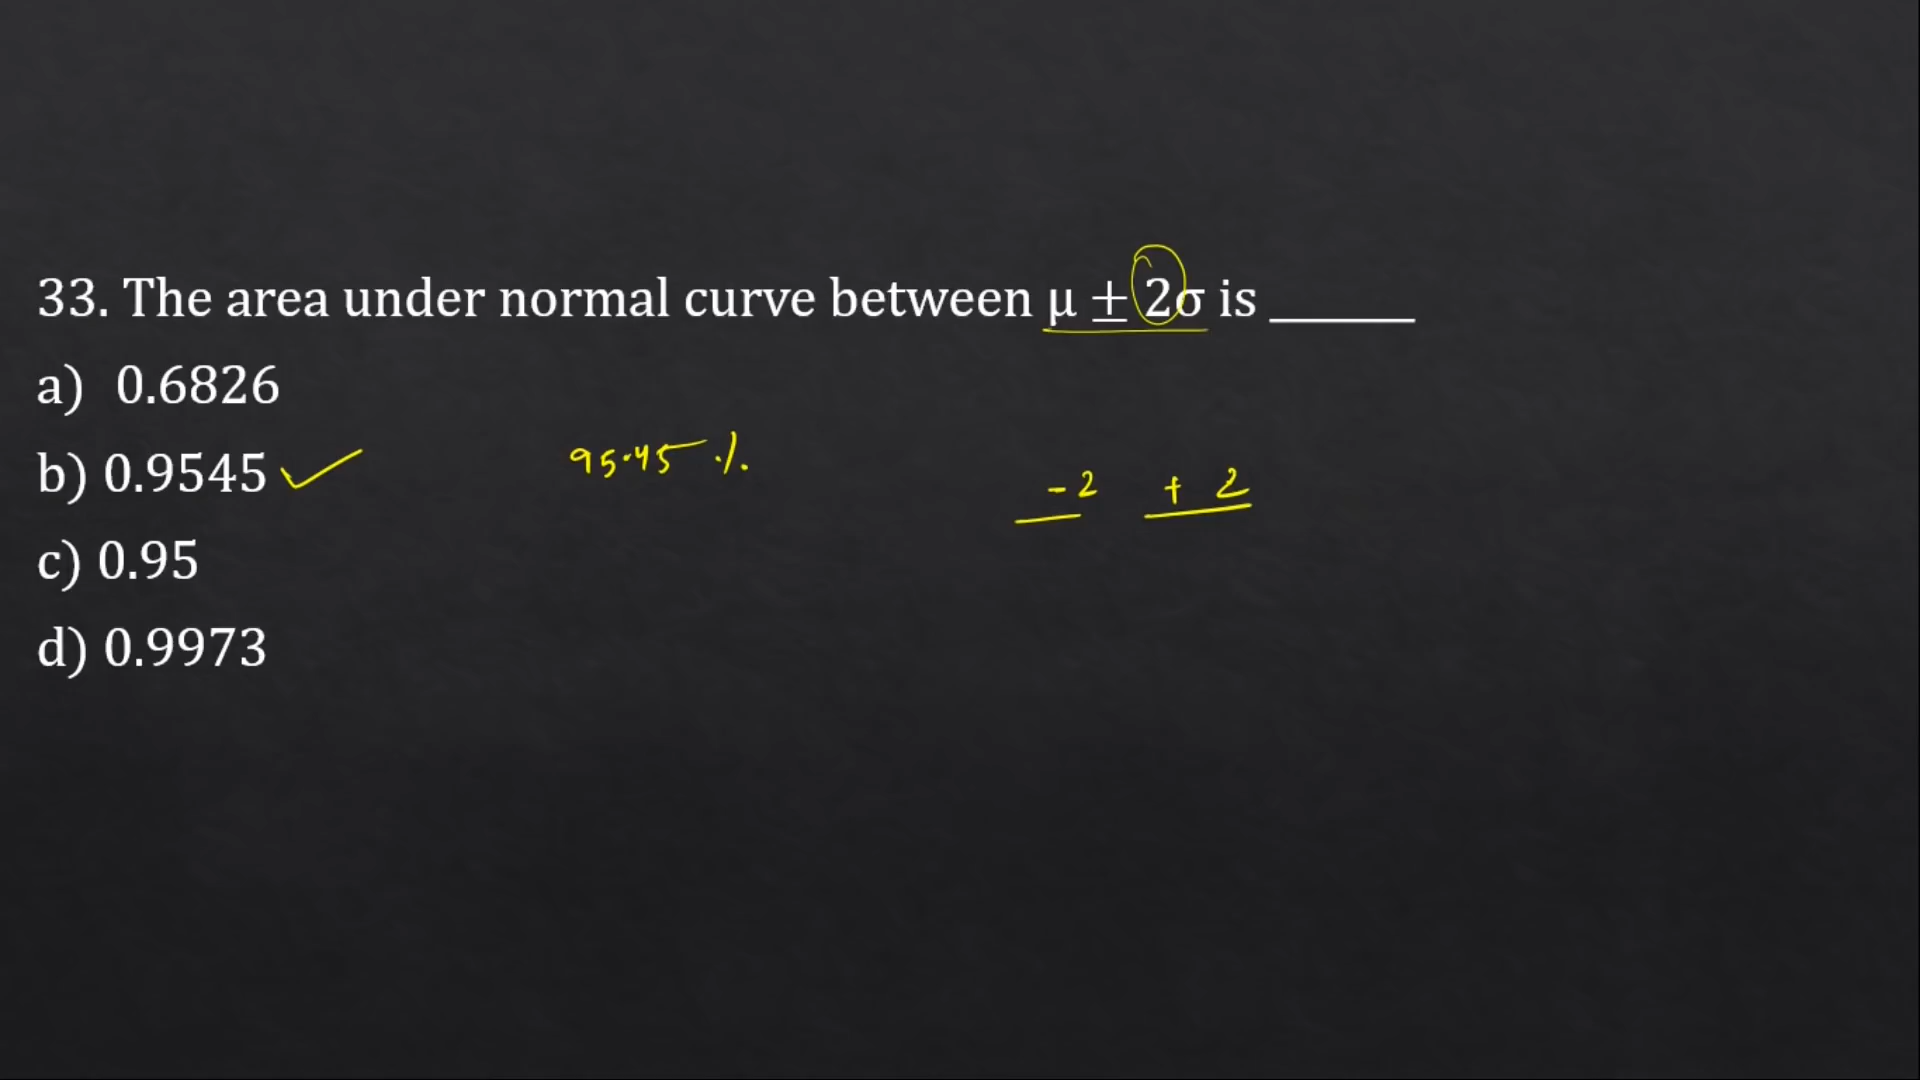 33. The area under normal curve between μ ± 2σ is ______
a) 0.6826
b) 0.9545 ✓
95.45 %
-2 + 2
c) 0.95
d) 0.9973